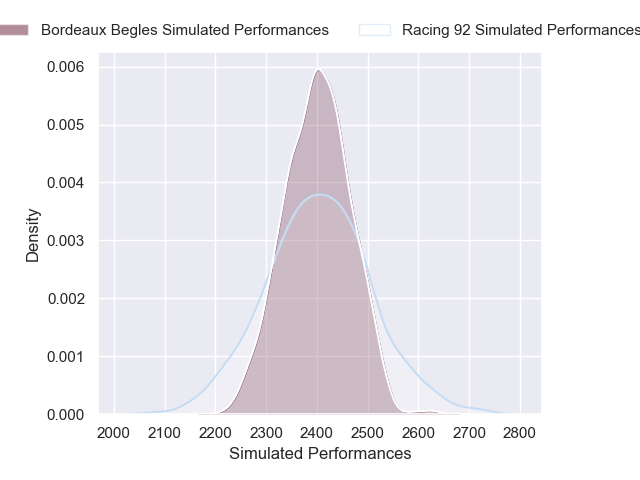 Bordeaux Begles Simulated Performances Racing 92 Simulated Performances
0.006
0.005
0.004
0.003
0.002
0.001
0.000
Density
2000 2100 2200 2300 2400 2500 2600 2700 2800
Simulated Performances